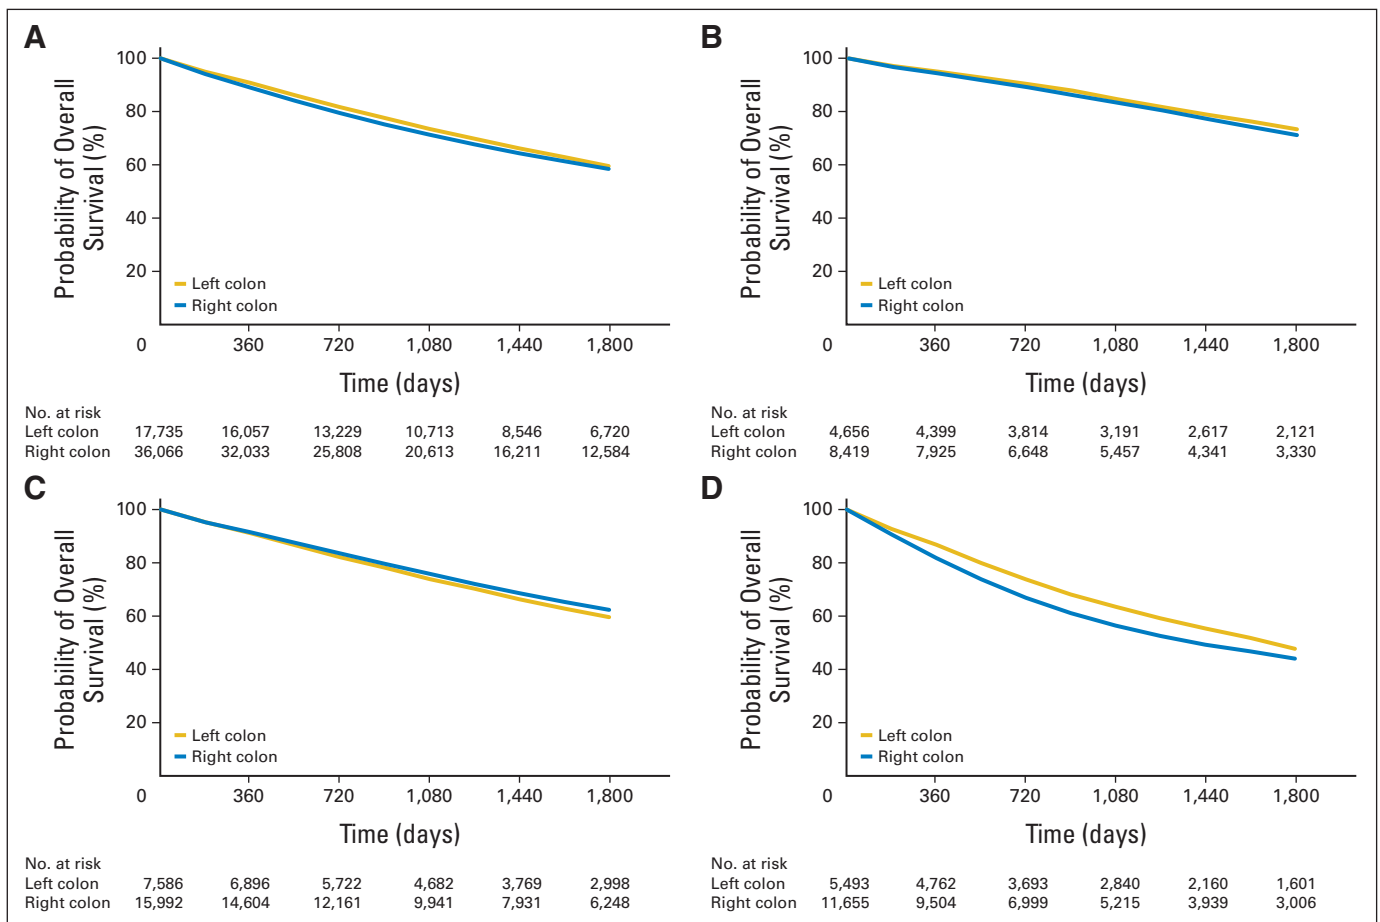 A
Probability of Overall
Survival (%)
100
80
60
40
20
Left colon
Right colon
0 360 720 1,080 1,440 1,800
Time (days)
No. at risk
Left colon 17,735 16,057 13,229 10,713 8,546 6,720
Right colon 36,066 32,033 25,808 20,613 16,211 12,584
B
Probability of Overall
Survival (%)
100
80
60
40
20
Left colon
Right colon
0 360 720 1,080 1,440 1,800
Time (days)
No. at risk
Left colon 4,656 4,399 3,814 3,191 2,617 2,121
Right colon 8,419 7,925 6,648 5,457 4,341 3,330
C
Probability of Overall
Survival (%)
100
80
60
40
20
Left colon
Right colon
0 360 720 1,080 1,440 1,800
Time (days)
No. at risk
Left colon 7,586 6,896 5,722 4,682 3,769 2,998
Right colon 15,992 14,604 12,161 9,941 7,931 6,248
D
Probability of Overall
Survival (%)
100
80
60
40
20
Left colon
Right colon
0 360 720 1,080 1,440 1,800
Time (days)
No. at risk
Left colon 5,493 4,762 3,693 2,840 2,160 1,601
Right colon 11,655 9,504 6,999 5,215 3,939 3,006